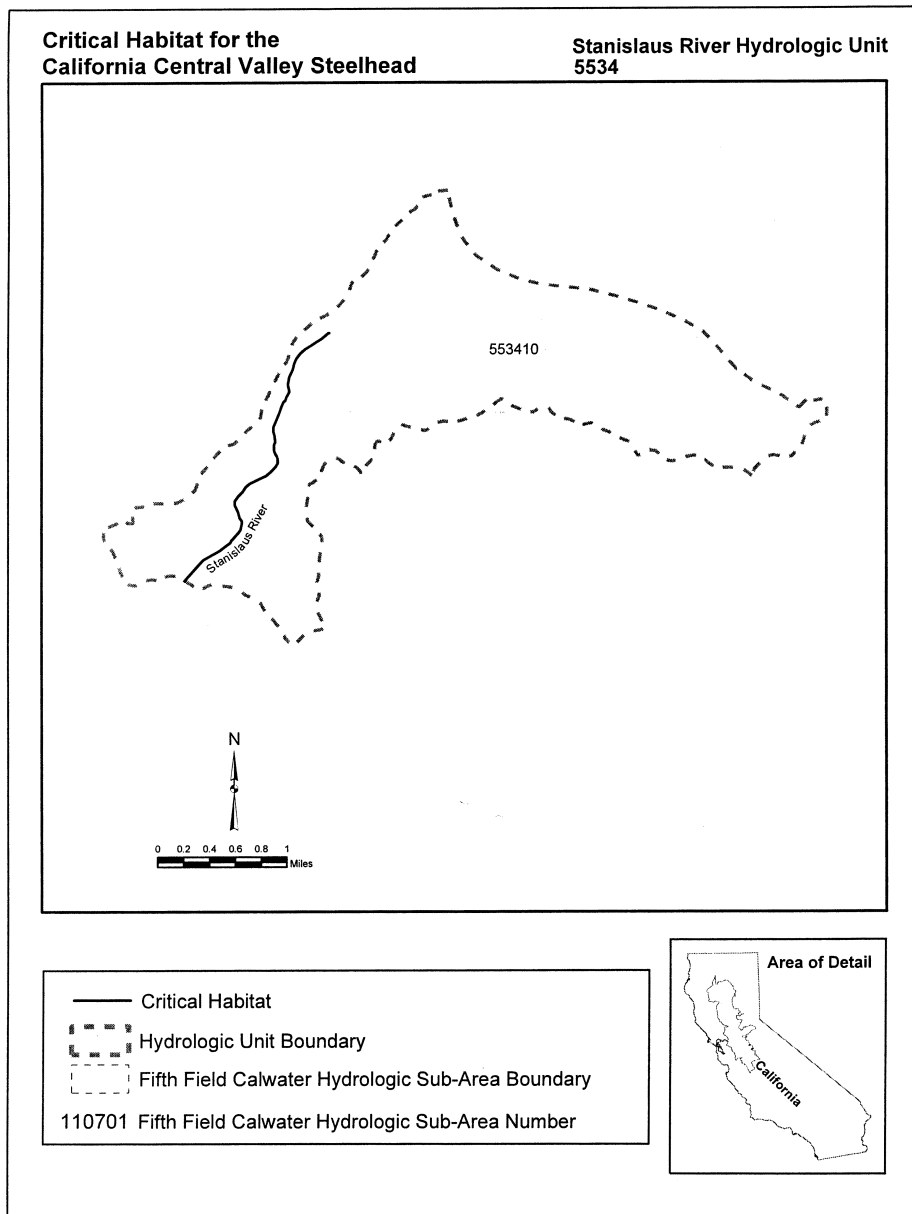 Critical Habitat for the
California Central Valley Steelhead
Stanislaus River Hydrologic Unit
5534
553410
Stanislaus River
N
0 0.2 0.4 0.6 0.8 1
Miles
Critical Habitat
Hydrologic Unit Boundary
Fifth Field Calwater Hydrologic Sub-Area Boundary
110701 Fifth Field Calwater Hydrologic Sub-Area Number
Area of Detail
California